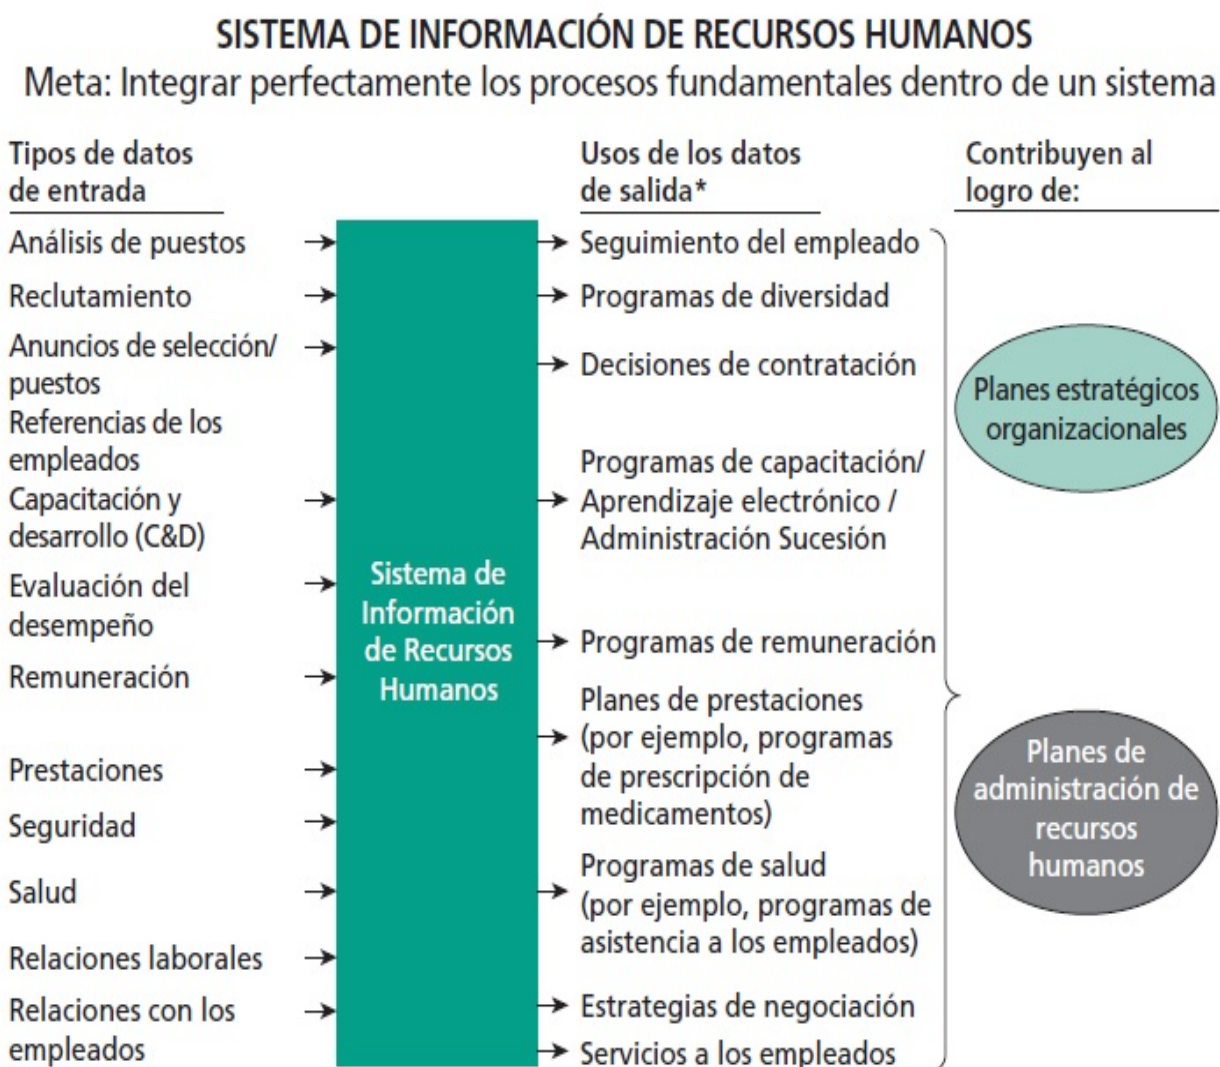 SISTEMA DE INFORMACIÓN DE RECURSOS HUMANOS
Meta: Integrar perfectamente los procesos fundamentales dentro de un sistema
Tipos de datos
de entrada
Análisis de puestos
Reclutamiento
Anuncios de selección/
puestos
Referencias de los
empleados
Capacitación y
desarrollo (C&D)
Evaluación del
desempeño
Remuneración
Prestaciones
Seguridad
Salud
Relaciones laborales
Relaciones con los
empleados
Sistema de
Información
de Recursos
Humanos
Usos de los datos
de salida*
Seguimiento del empleado
Programas de diversidad
Decisiones de contratación
Programas de capacitación/
Aprendizaje electrónico /
Administración Sucesión
Programas de remuneración
Planes de prestaciones
(por ejemplo, programas
de prescripción de
medicamentos)
Programas de salud
(por ejemplo, programas de
asistencia a los empleados)
Estrategias de negociación
Servicios a los empleados
Contribuyen al
logro de:
Planes estratégicos
organizacionales
Planes de
administración de
recursos
humanos